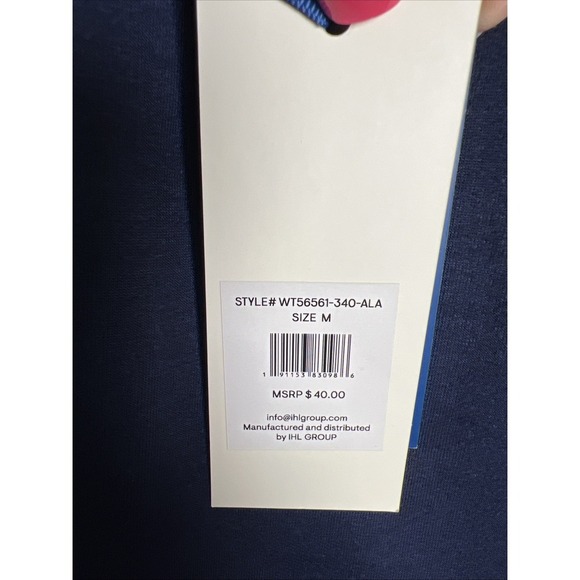 STYLE# WT56561-340-ALA
SIZE M
1 91153 83098 6
MSRP $ 40.00
info@ihlgroup.com
Manufactured and distributed
by IHL GROUP